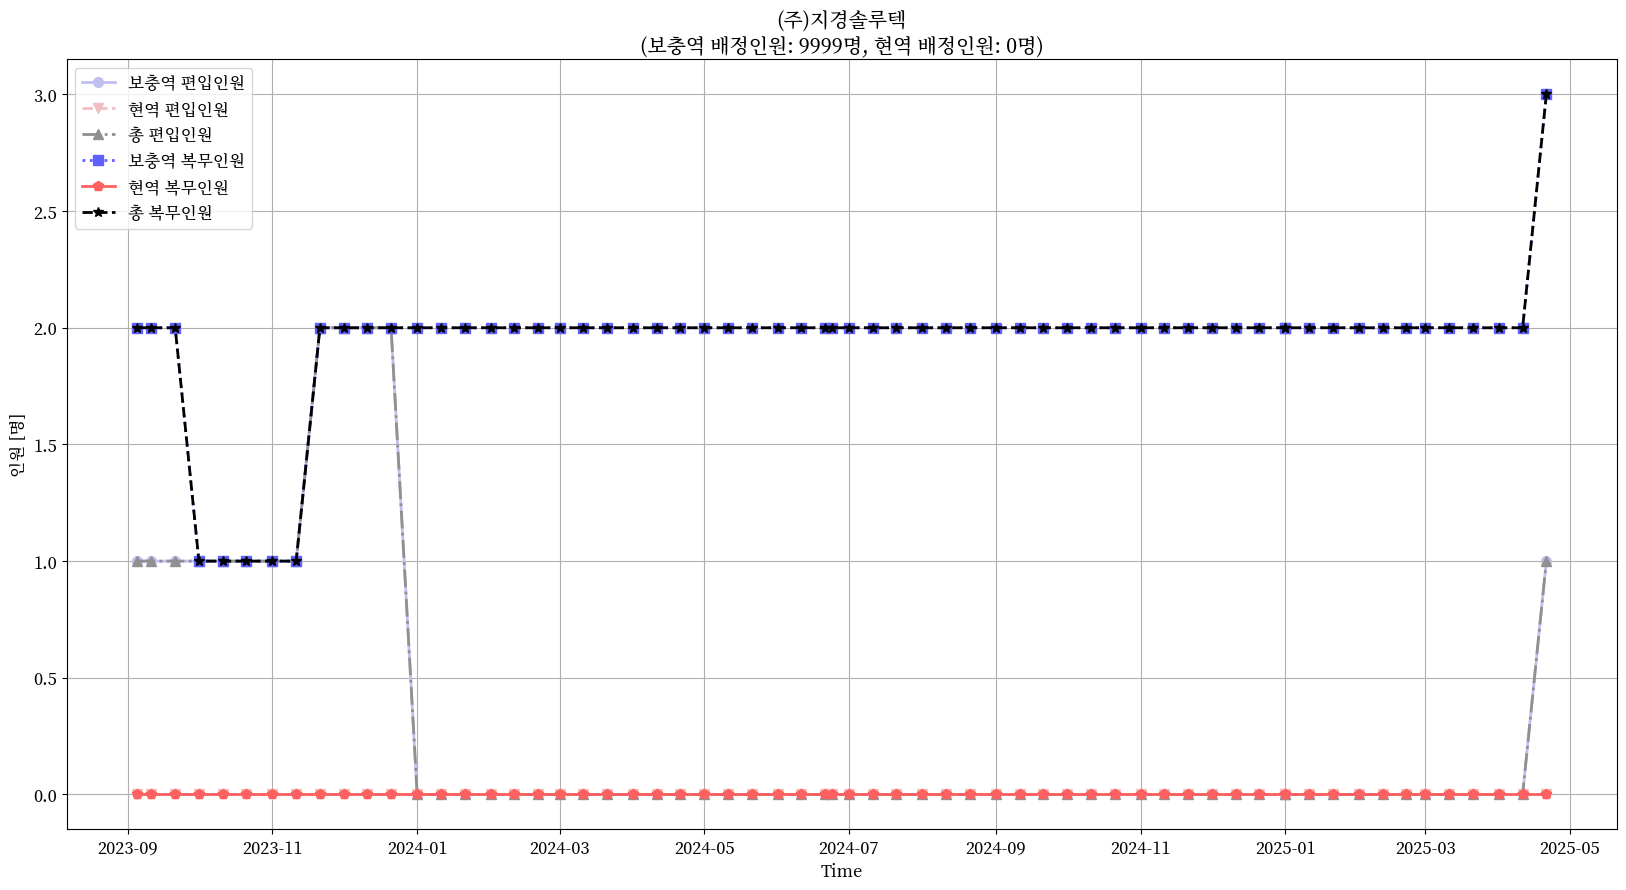 (주)지경솔루텍
(보충역 배정인원: 9999명, 현역 배정인원: 0명)
보충역 편입인원
현역 편입인원
총 편입인원
보충역 복무인원
현역 복무인원
총 복무인원
인원 [명]
3.0
2.5
2.0
1.5
1.0
0.5
0.0
2023-09
2023-11
2024-01
2024-03
2024-05
2024-07
2024-09
2024-11
2025-01
2025-03
2025-05
Time